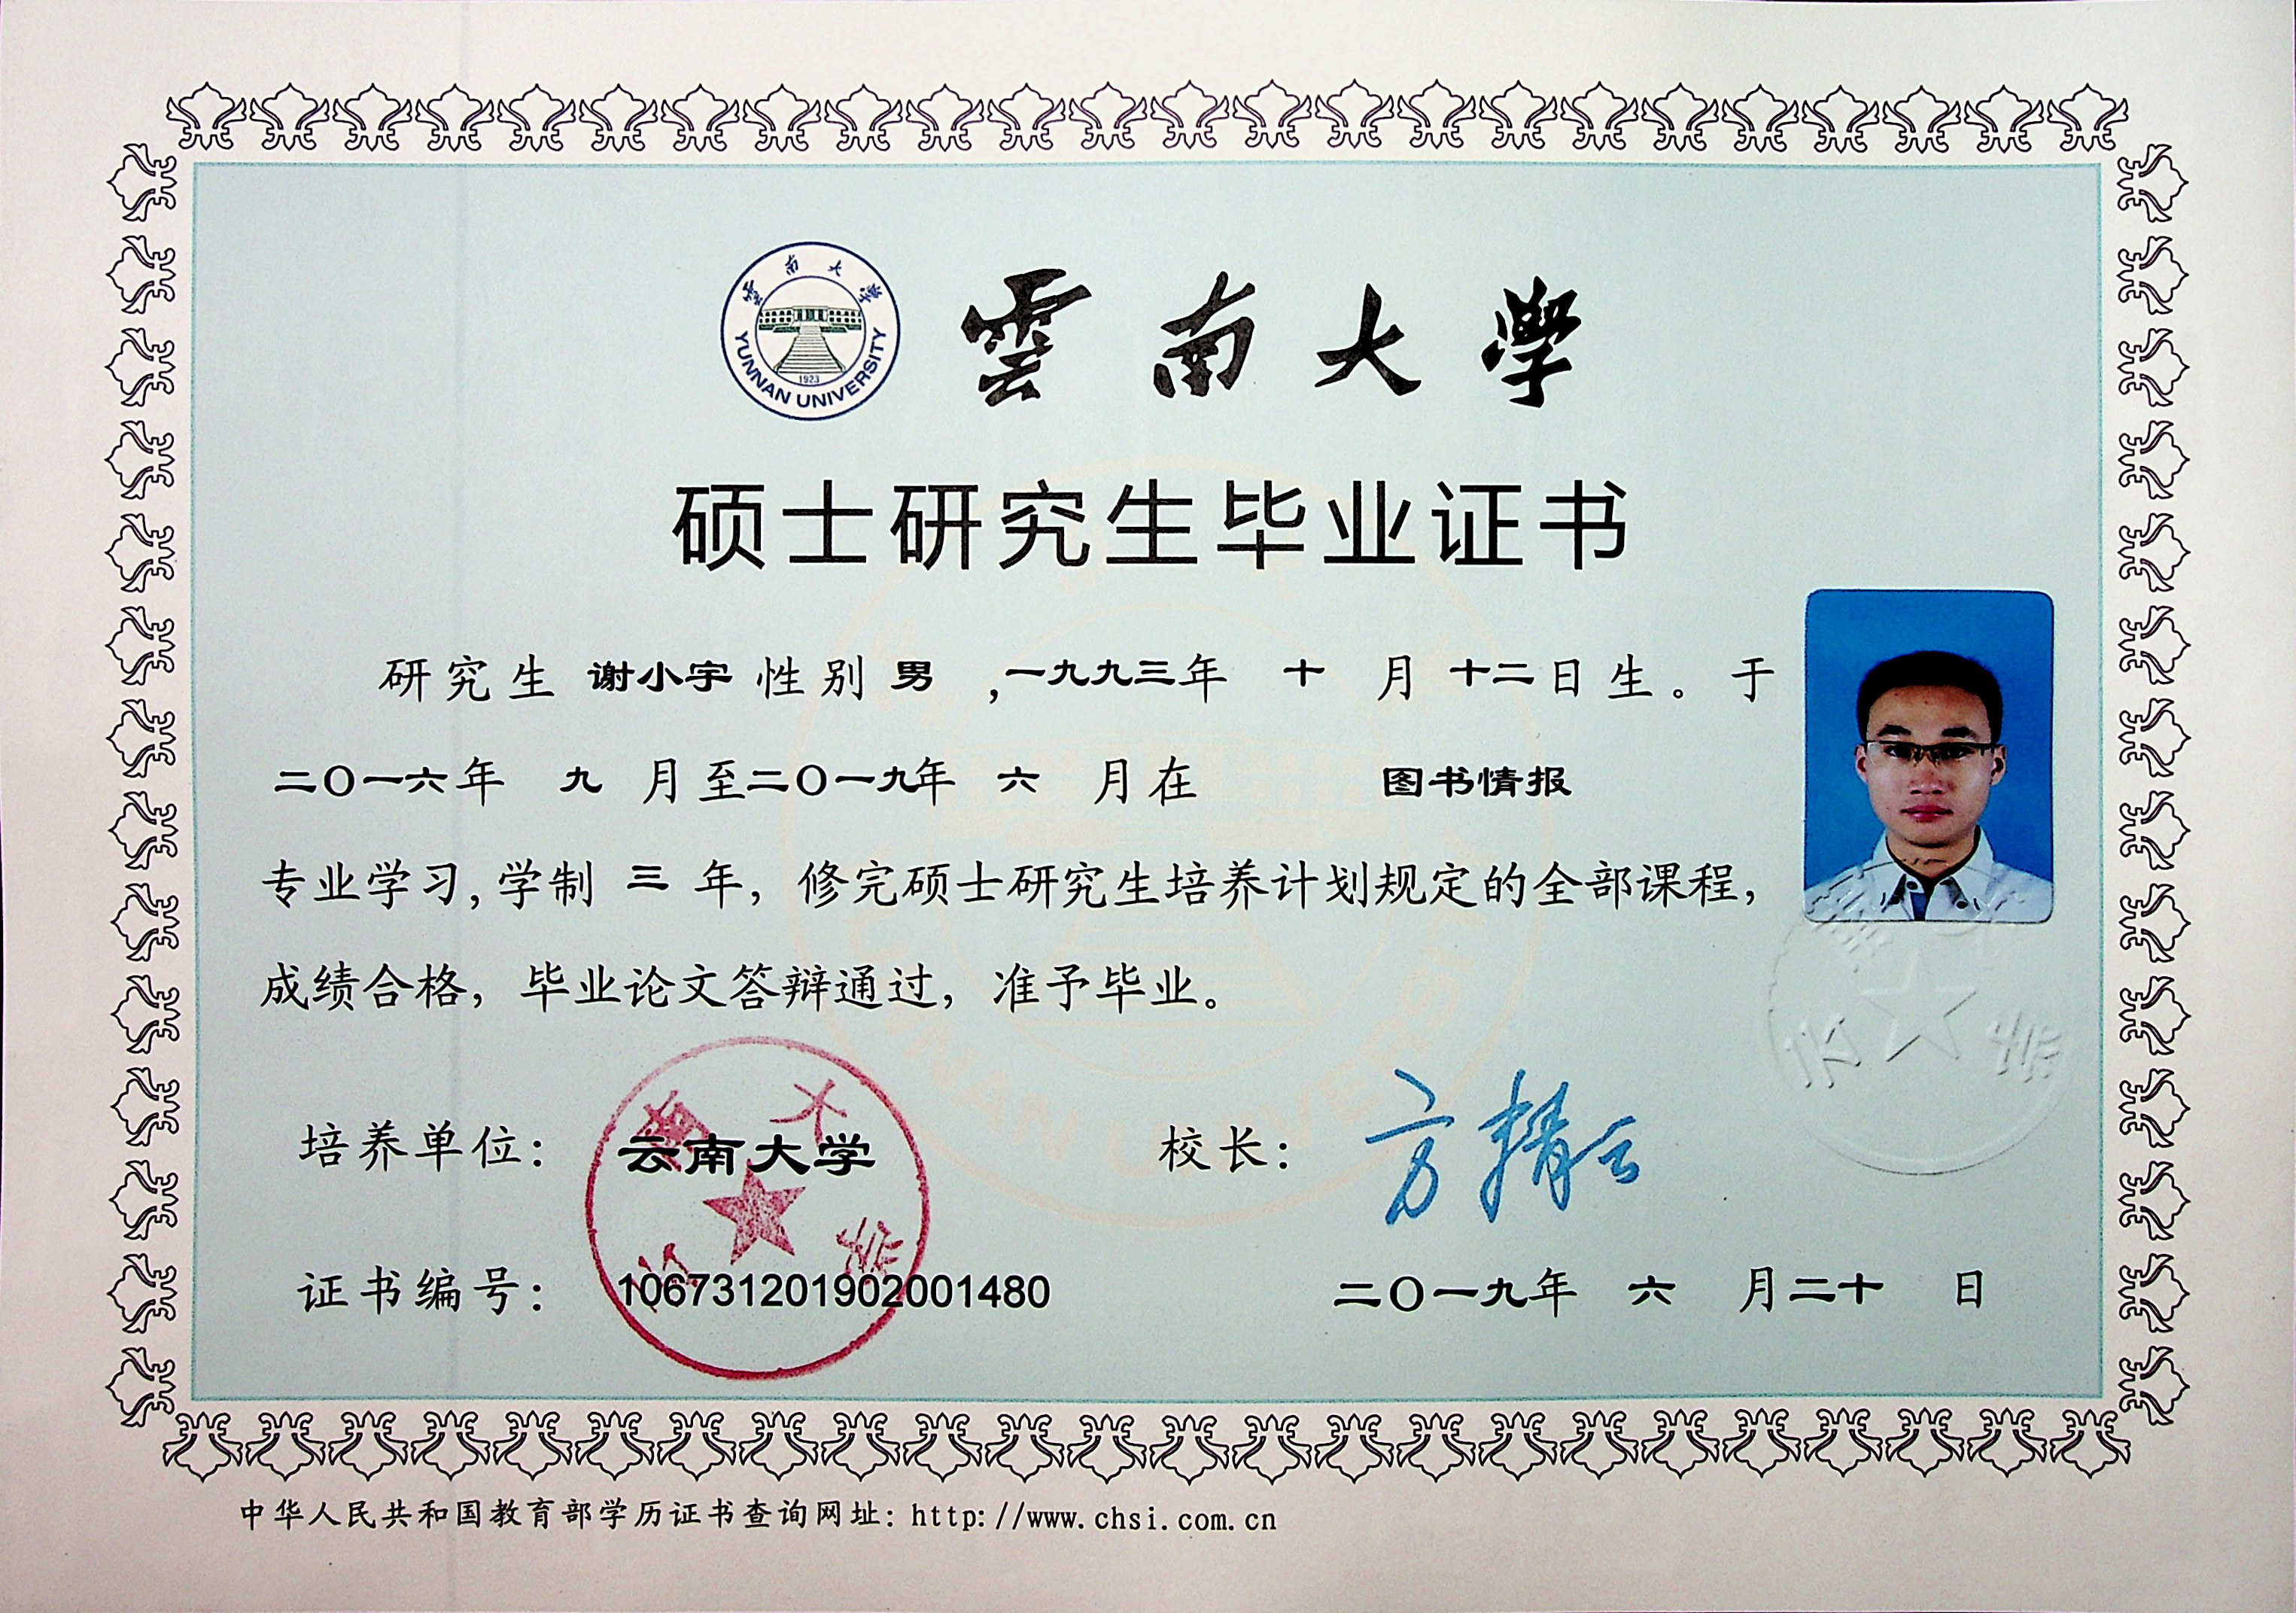 雲南大學
YUNNAN UNIVERSITY
1923
雲南大學
硕士研究生毕业证书
研究生 谢小宇 性别 男 ,一九九三年 十 月 十二日生。于
二〇一六年 九 月至二〇一九年 六 月在 图书情报
专业学习,学制 三 年，修完硕士研究生培养计划规定的全部课程，
成绩合格，毕业论文答辩通过，准予毕业。
培养单位： 云南大学 校长： 方精云
证书编号： 106731201902001480 二〇一九年 六 月二十 日
云南大学
中华人民共和国教育部学历证书查询网址：http://www.chsi.com.cn